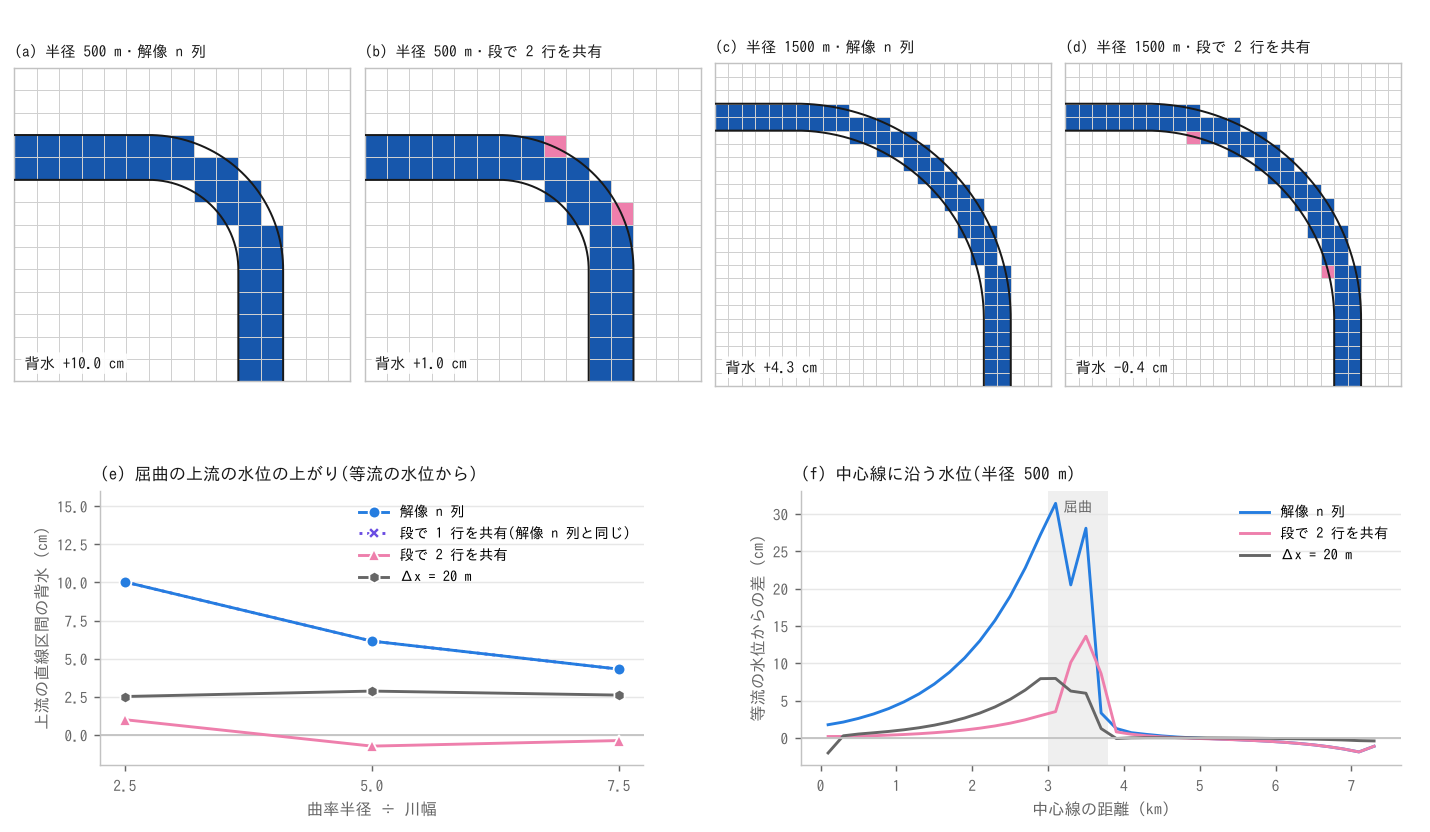 (a) 半径 500 m・解像 n 列
(b) 半径 500 m・段で 2 行を共有
(c) 半径 1500 m・解像 n 列
(d) 半径 1500 m・段で 2 行を共有
背水 +10.0 cm
背水 +1.0 cm
背水 +4.3 cm
背水 -0.4 cm
(e) 屈曲の上流の水位の上がり(等流の水位から)
上流の直線区間の背水 (cm)
15.0
12.5
10.0
7.5
5.0
2.5
0.0
解像 n 列
段で 1 行を共有(解像 n 列と同じ)
段で 2 行を共有
Δx = 20 m
2.5
5.0
7.5
曲率半径 ÷ 川幅
(f) 中心線に沿う水位(半径 500 m)
等流の水位からの差 (cm)
30
25
20
15
10
5
0
屈曲
解像 n 列
段で 2 行を共有
Δx = 20 m
0
1
2
3
4
5
6
7
中心線の距離 (km)